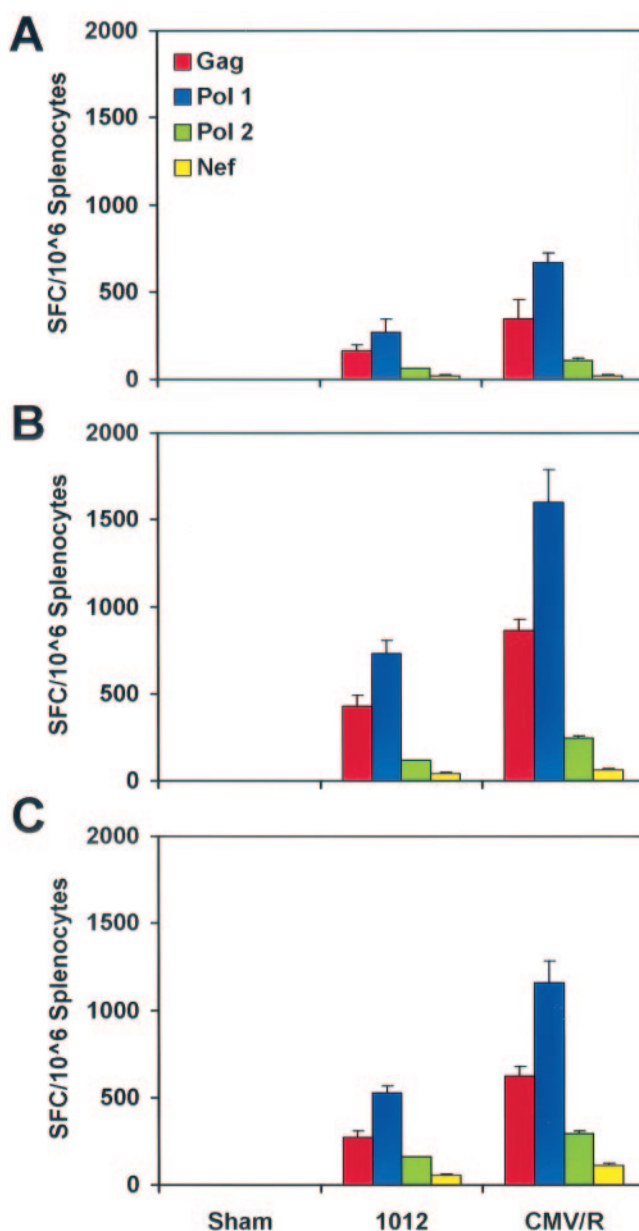 A
2000
1500
1000
500
0
SFC/10^6 Splenocytes
Gag
Pol 1
Pol 2
Nef
B
2000
1500
1000
500
0
SFC/10^6 Splenocytes
C
2000
1500
1000
500
0
SFC/10^6 Splenocytes
Sham 1012 CMV/R